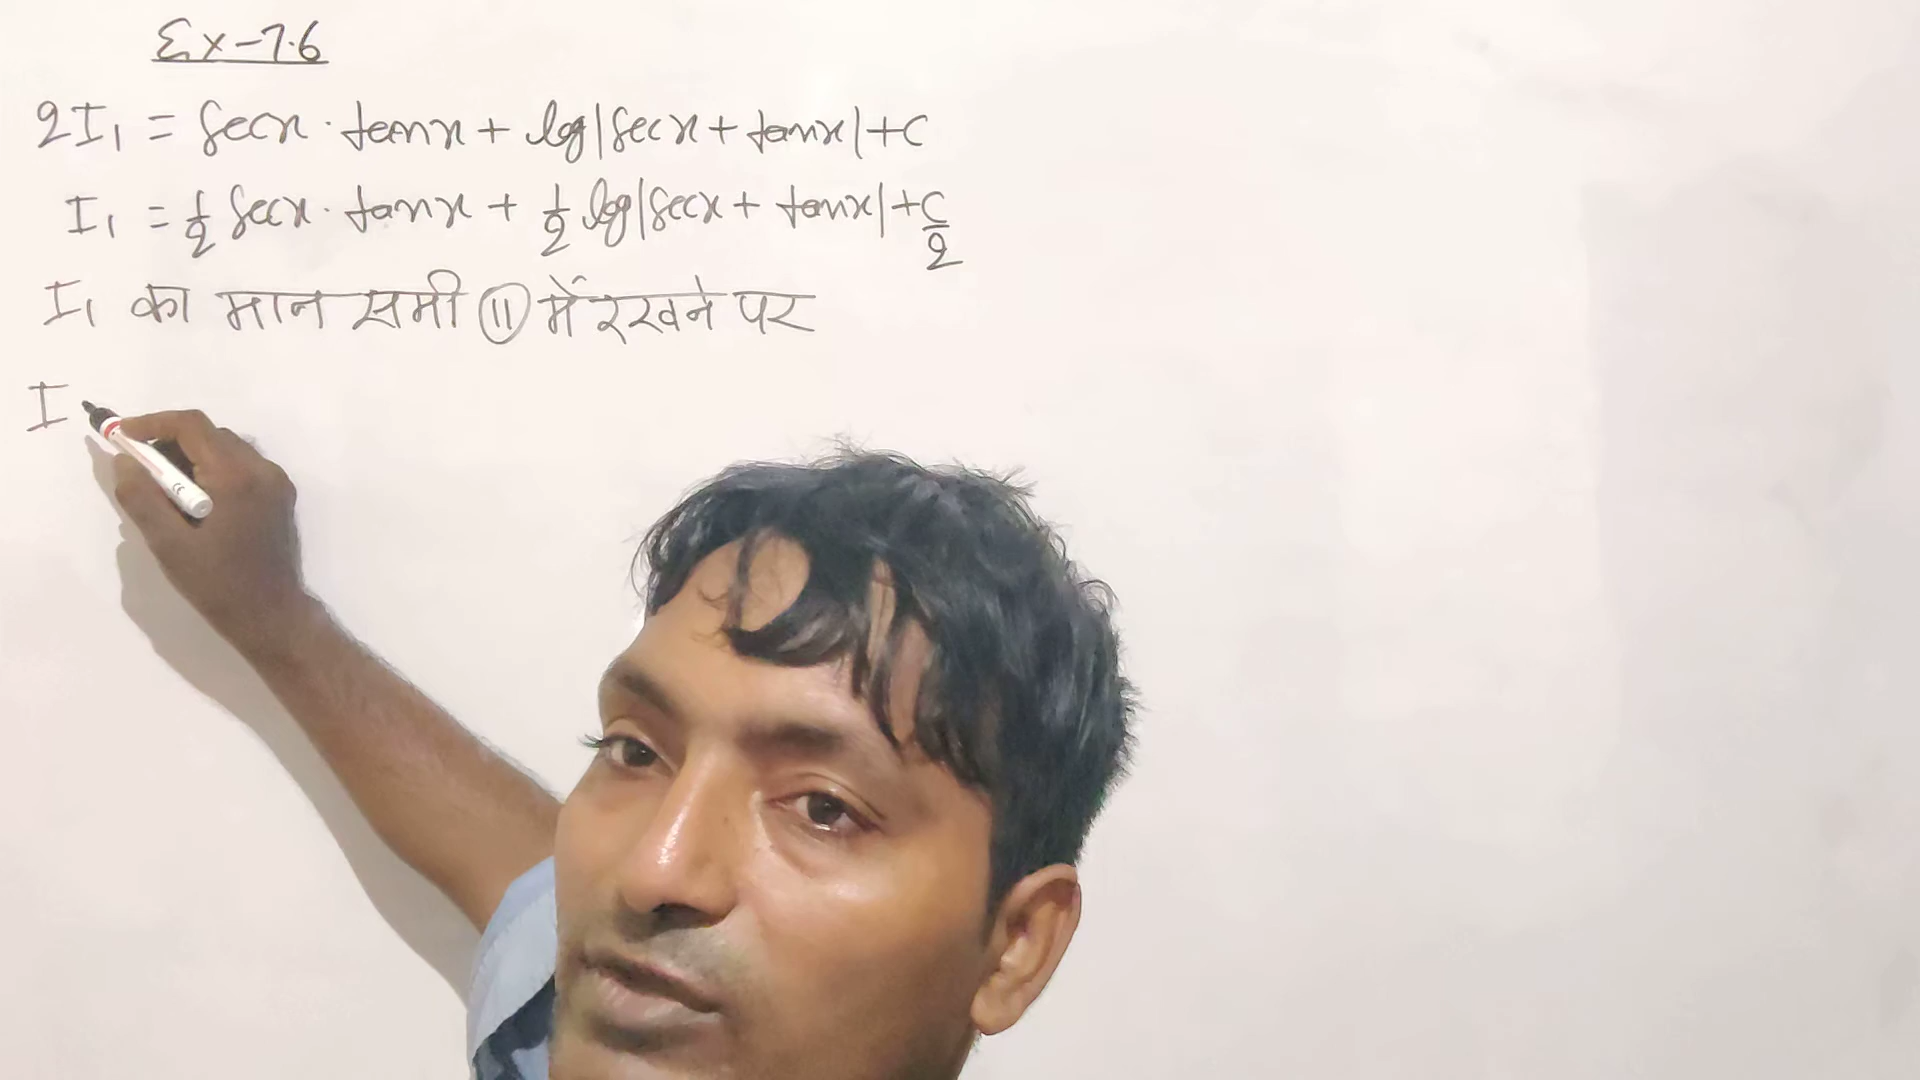 Ex-7.6
2I₁ = secx · tanx + log|secx + tanx| + c
I₁ = 1/2 secx · tanx + 1/2 log|secx + tanx| + c/2
I₁ का मान समी (11) में रखने पर
I